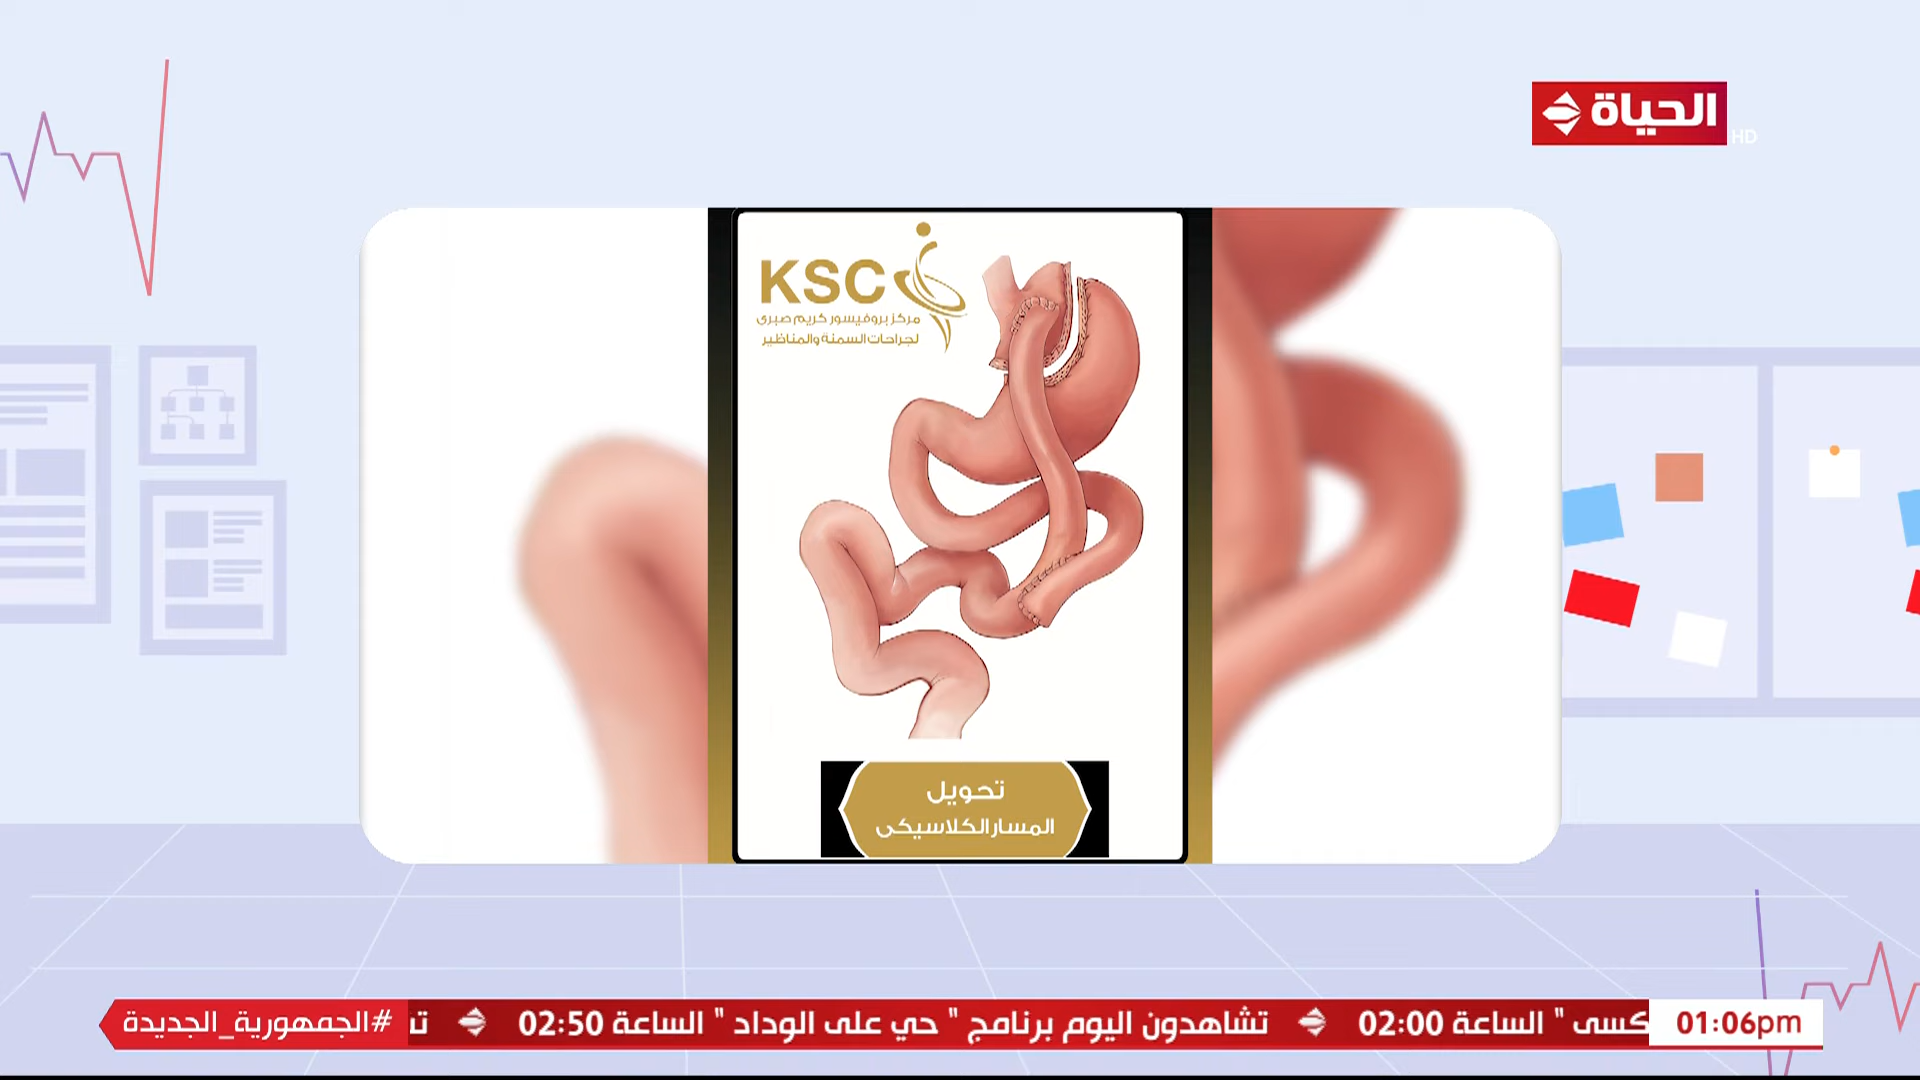 الحياة
HD
KSC
مركز بروفيسور كريم صبرى
لجراحات السمنة والمناظير
تحويل
المسار الكلاسيكى
01:06pm
كسى " الساعة 02:00
تشاهدون اليوم برنامج " حي على الوداد " الساعة 02:50
#الجمهورية_الجديدة